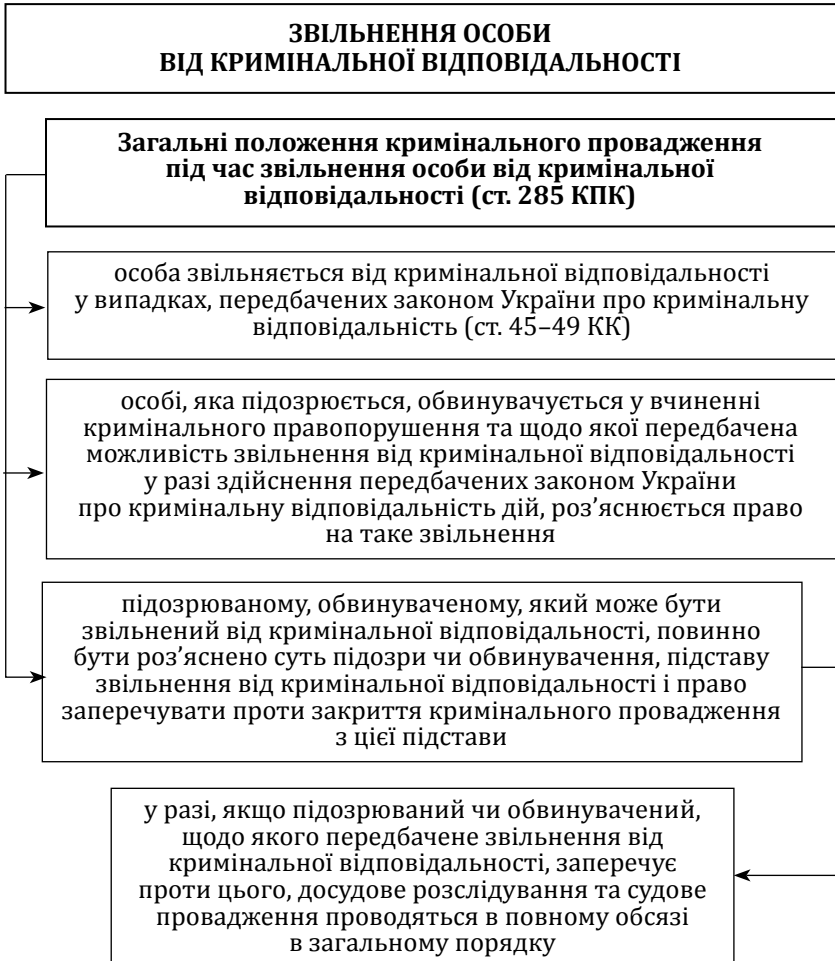 ЗВІЛЬНЕННЯ ОСОБИ
ВІД КРИМІНАЛЬНОЇ ВІДПОВІДАЛЬНОСТІ
Загальні положення кримінального провадження
під час звільнення особи від кримінальної
відповідальності (ст. 285 КПК)
особа звільняється від кримінальної відповідальності
у випадках, передбачених законом України про кримінальну
відповідальність (ст. 45–49 КК)
особі, яка підозрюється, обвинувачується у вчиненні
кримінального правопорушення та щодо якої передбачена
можливість звільнення від кримінальної відповідальності
у разі здійснення передбачених законом України
про кримінальну відповідальність дій, роз’яснюється право
на таке звільнення
підозрюваному, обвинуваченому, який може бути
звільнений від кримінальної відповідальності, повинно
бути роз’яснено суть підозри чи обвинувачення, підставу
звільнення від кримінальної відповідальності і право
заперечувати проти закриття кримінального провадження
з цієї підстави
у разі, якщо підозрюваний чи обвинувачений,
щодо якого передбачене звільнення від
кримінальної відповідальності, заперечує
проти цього, досудове розслідування та судове
провадження проводяться в повному обсязі
в загальному порядку